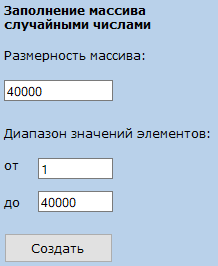 Заполнение массива
случайными числами
Размерность массива:
40000
Диапазон значений элементов:
от 1
до 40000
Создать